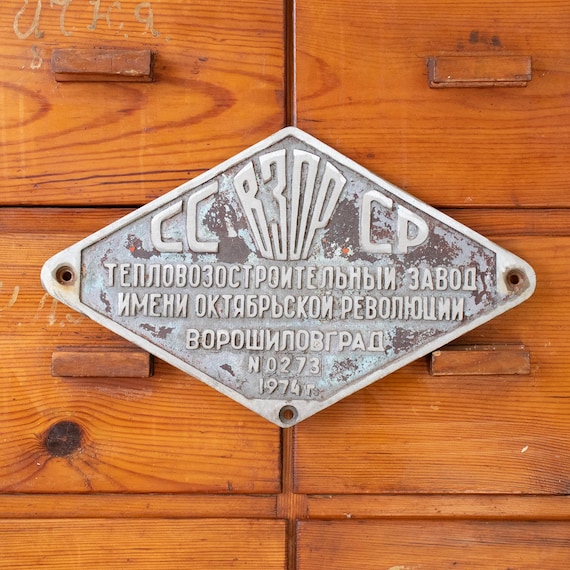 СС ВЗОР СР
ТЕПЛОВОЗОСТРОИТЕЛЬНЫЙ ЗАВОД
ИМЕНИ ОКТЯБРЬСКОЙ РЕВОЛЮЦИИ
ВОРОШИЛОВГРАД
N 0273
1974 г.